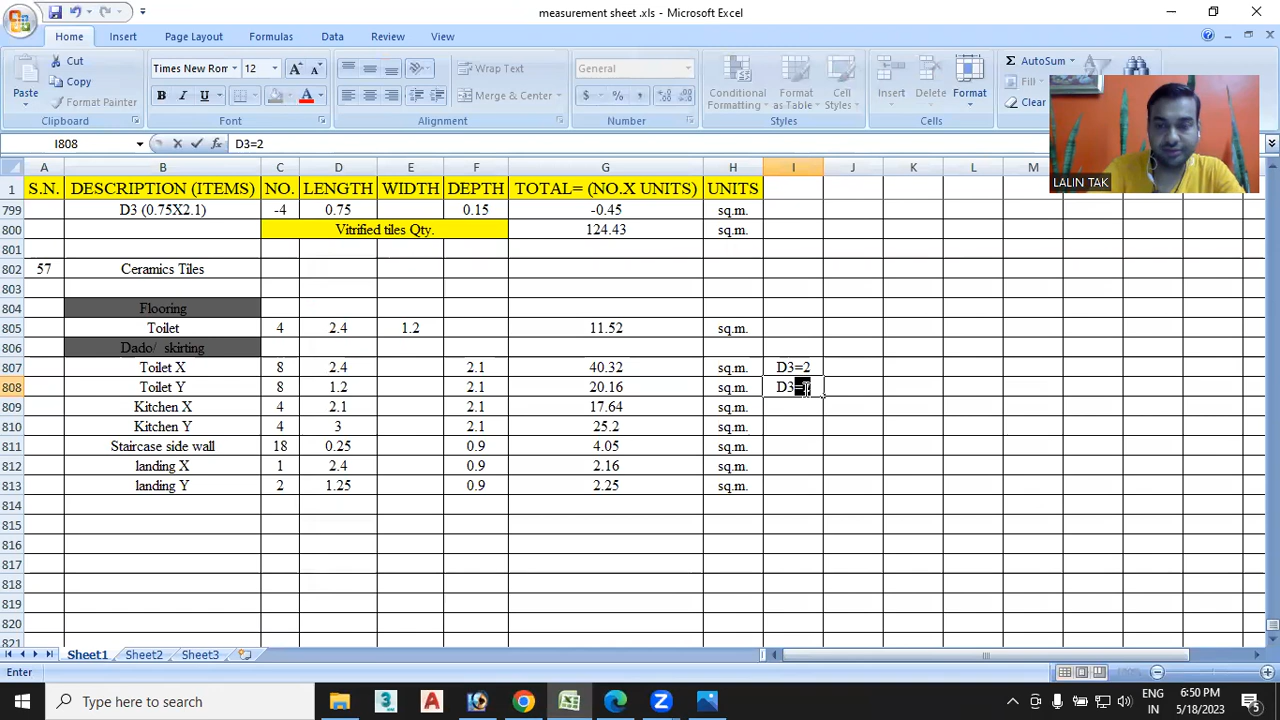 measurement sheet .xls - Microsoft Excel
Home Insert Page Layout Formulas Data Review View
Cut
Copy
Format Painter
Paste
Clipboard
Times New Rom 12
Font
Wrap Text
Merge & Center
Alignment
General
Number
Conditional Formatting
Format as Table
Cell Styles
Styles
Insert Delete Format
Cells
AutoSum
Fill
Clear
LALIN TAK
I808 D3=2
A B C D E F G H I J K L M
1 S.N. DESCRIPTION (ITEMS) NO. LENGTH WIDTH DEPTH TOTAL= (NO.X UNITS) UNITS
799 D3 (0.75X2.1) -4 0.75 0.15 -0.45 sq.m.
800 Vitrified tiles Qty. 124.43 sq.m.
801
802 57 Ceramics Tiles
803
804 Flooring
805 Toilet 4 2.4 1.2 11.52 sq.m.
806 Dado/ skirting
807 Toilet X 8 2.4 2.1 40.32 sq.m. D3=2
808 Toilet Y 8 1.2 2.1 20.16 sq.m.
809 Kitchen X 4 2.1 2.1 17.64 sq.m.
810 Kitchen Y 4 3 2.1 25.2 sq.m.
811 Staircase side wall 18 0.25 0.9 4.05 sq.m.
812 landing X 1 2.4 0.9 2.16 sq.m.
813 landing Y 2 1.25 0.9 2.25 sq.m.
814
815
816
817
818
819
820
821
Sheet1 Sheet2 Sheet3
Enter
Type here to search
ENG IN
6:50 PM
5/18/2023